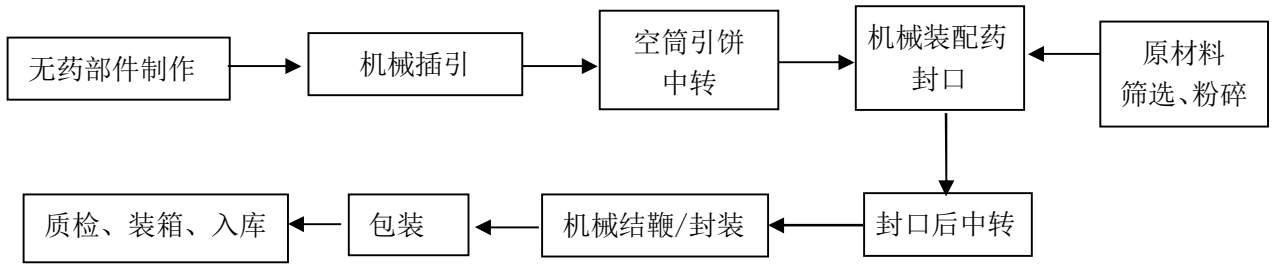 无药部件制作
机械插引
空筒引饼
中转
机械装配药
封口
原材料
筛选、粉碎
质检、装箱、入库
包装
机械结鞭/封装
封口后中转